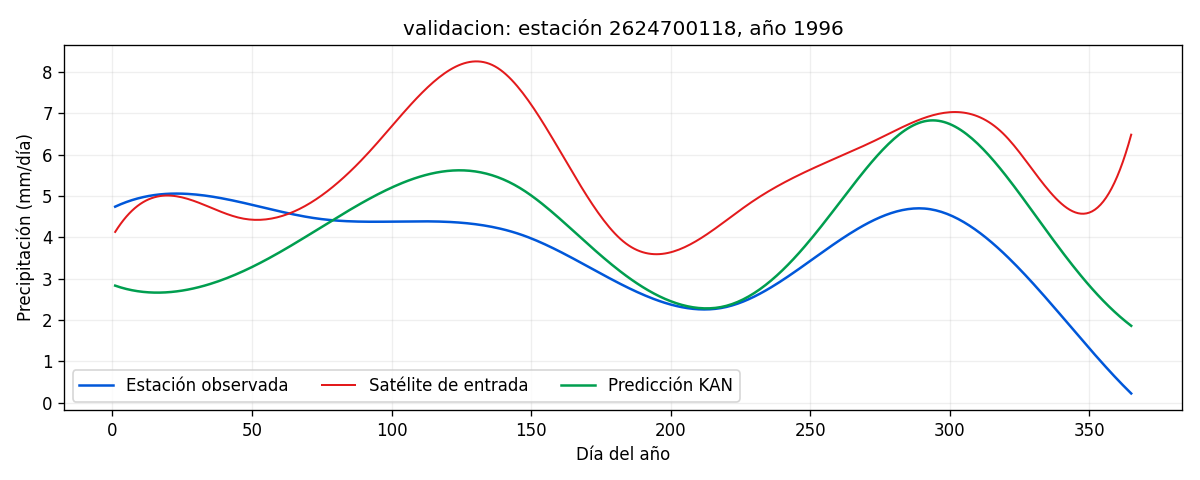 validacion: estación 2624700118, año 1996
Precipitación (mm/día)
8
7
6
5
4
3
2
1
0
Estación observada
Satélite de entrada
Predicción KAN
0 50 100 150 200 250 300 350
Día del año